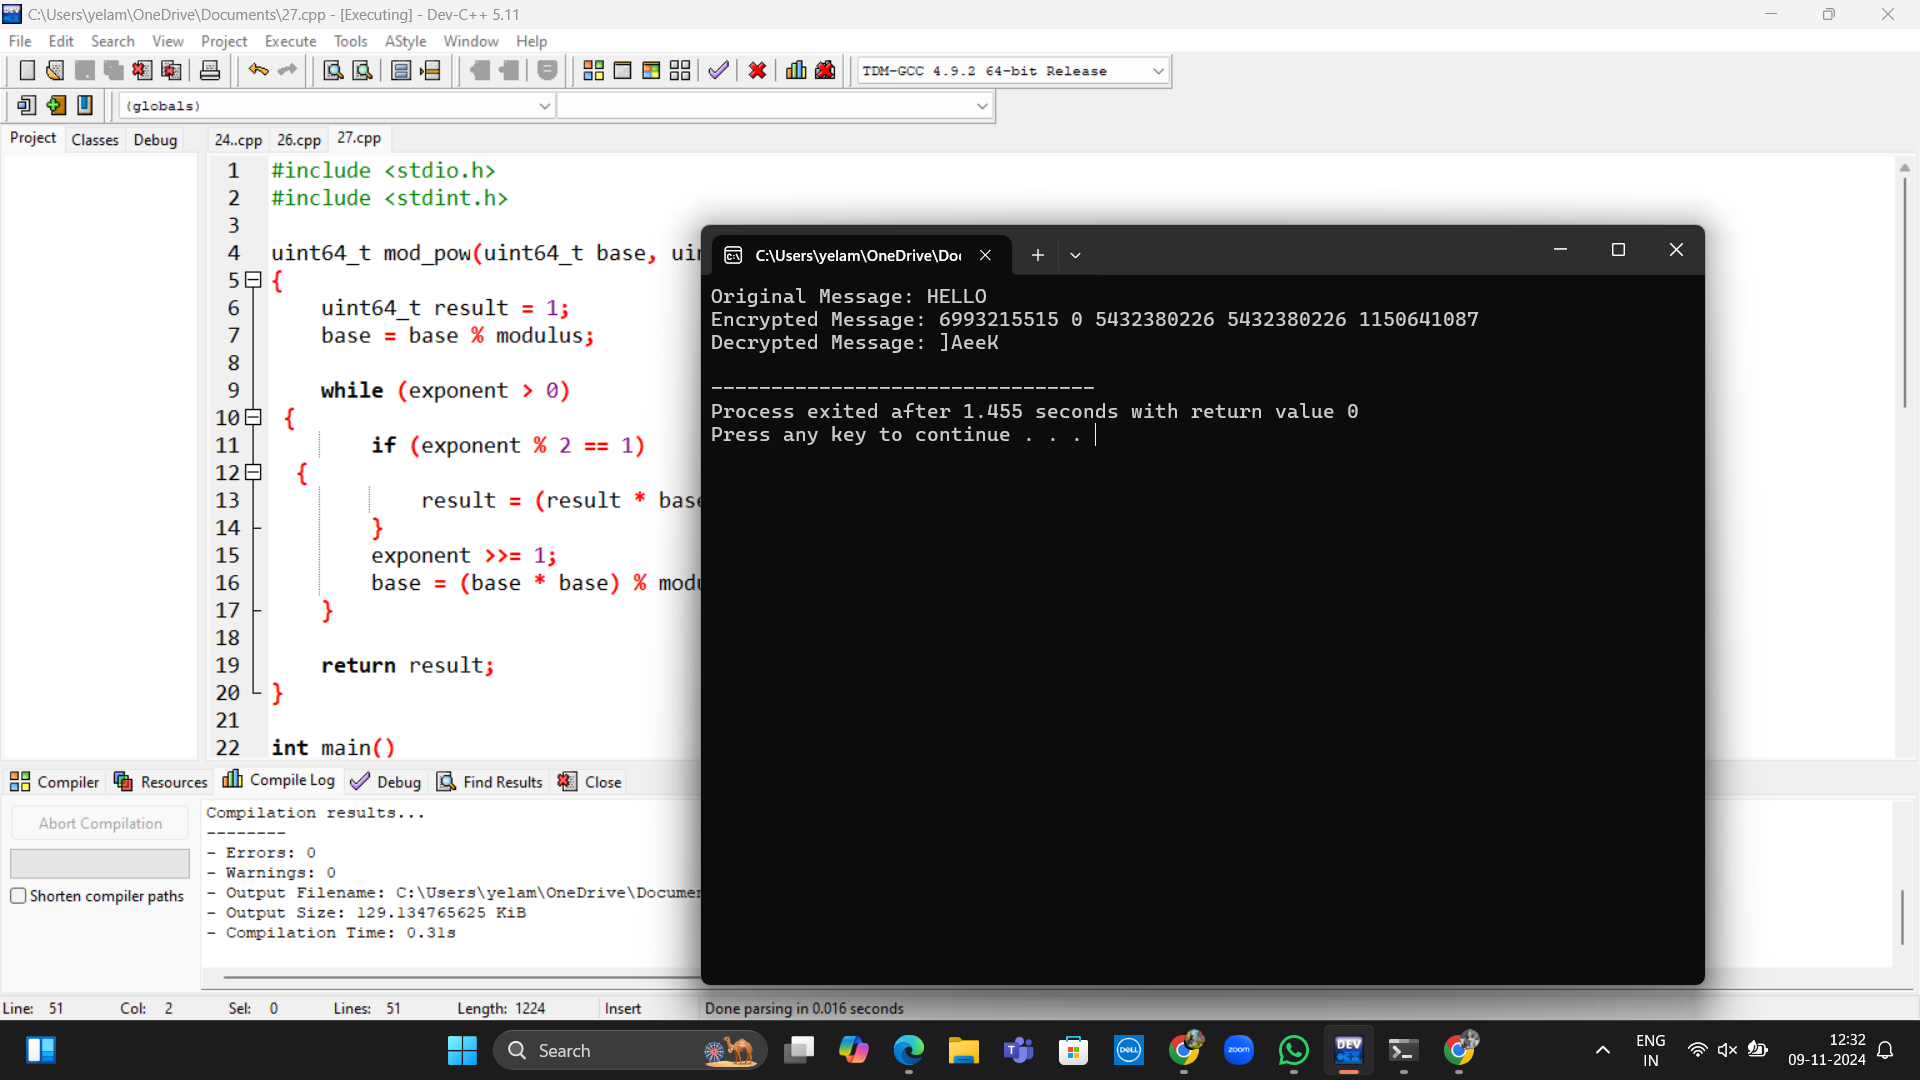 C:\Users\yelam\OneDrive\Documents\27.cpp - [Executing] - Dev-C++ 5.11
File Edit Search View Project Execute Tools AStyle Window Help
TDM-GCC 4.9.2 64-bit Release
(globals)
Project Classes Debug
24..cpp 26.cpp 27.cpp
1 #include <stdio.h>
2 #include <stdint.h>
3
4 uint64_t mod_pow(uint64_t base, uin
5 {
6 uint64_t result = 1;
7 base = base % modulus;
8
9 while (exponent > 0)
10 {
11 if (exponent % 2 == 1)
12 {
13 result = (result * base
14 }
15 exponent >>= 1;
16 base = (base * base) % modu
17 }
18
19 return result;
20 }
21
22 int main()
C:\Users\yelam\OneDrive\Doc
Original Message: HELLO
Encrypted Message: 6993215515 0 5432380226 5432380226 1150641087
Decrypted Message: ]AeeK
--------------------------------
Process exited after 1.455 seconds with return value 0
Press any key to continue . . .
Compiler Resources Compile Log Debug Find Results Close
Abort Compilation
Shorten compiler paths
Compilation results...
--------
- Errors: 0
- Warnings: 0
- Output Filename: C:\Users\yelam\OneDrive\Documen
- Output Size: 129.134765625 KiB
- Compilation Time: 0.31s
Line: 51 Col: 2 Sel: 0 Lines: 51 Length: 1224 Insert Done parsing in 0.016 seconds
Search
DELL
zoom
DEV C++
ENG
IN
12:32
09-11-2024